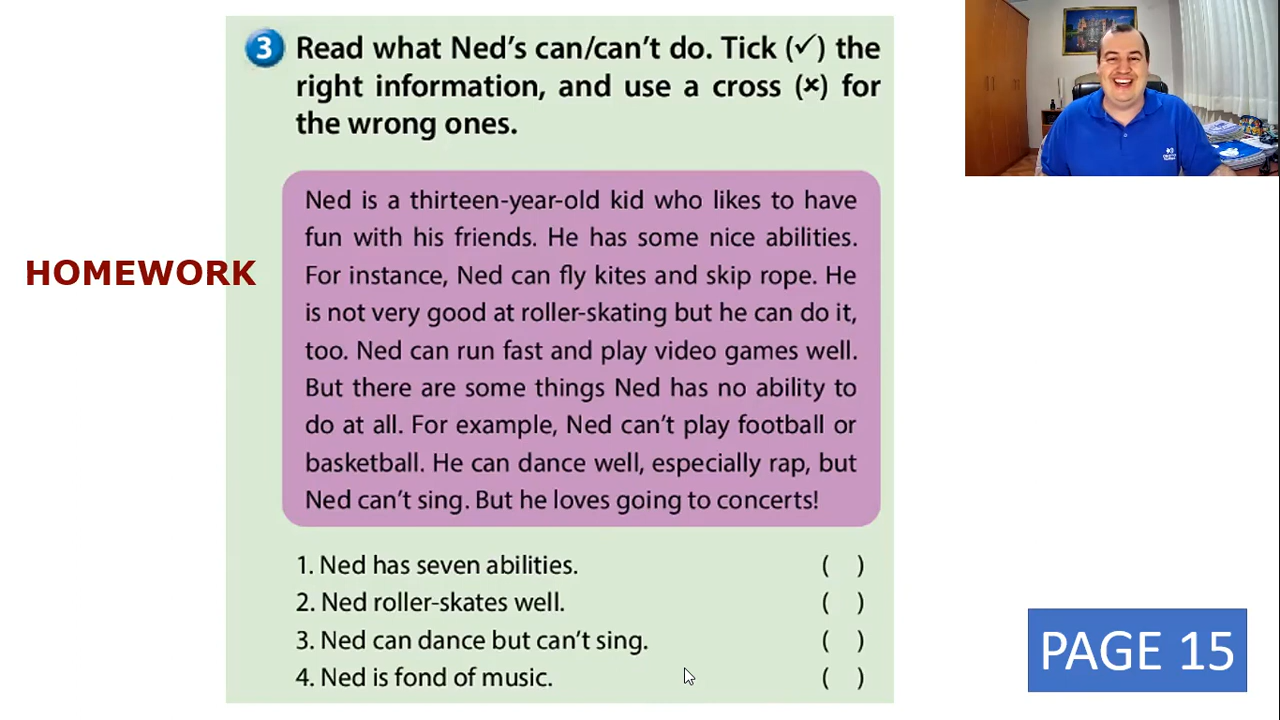 3 Read what Ned's can/can't do. Tick (✓) the
right information, and use a cross (×) for
the wrong ones.
Ned is a thirteen-year-old kid who likes to have
fun with his friends. He has some nice abilities.
For instance, Ned can fly kites and skip rope. He
is not very good at roller-skating but he can do it,
too. Ned can run fast and play video games well.
But there are some things Ned has no ability to
do at all. For example, Ned can't play football or
basketball. He can dance well, especially rap, but
Ned can't sing. But he loves going to concerts!
HOMEWORK
1. Ned has seven abilities. ( )
2. Ned roller-skates well. ( )
3. Ned can dance but can't sing. ( )
4. Ned is fond of music. ( )
PAGE 15